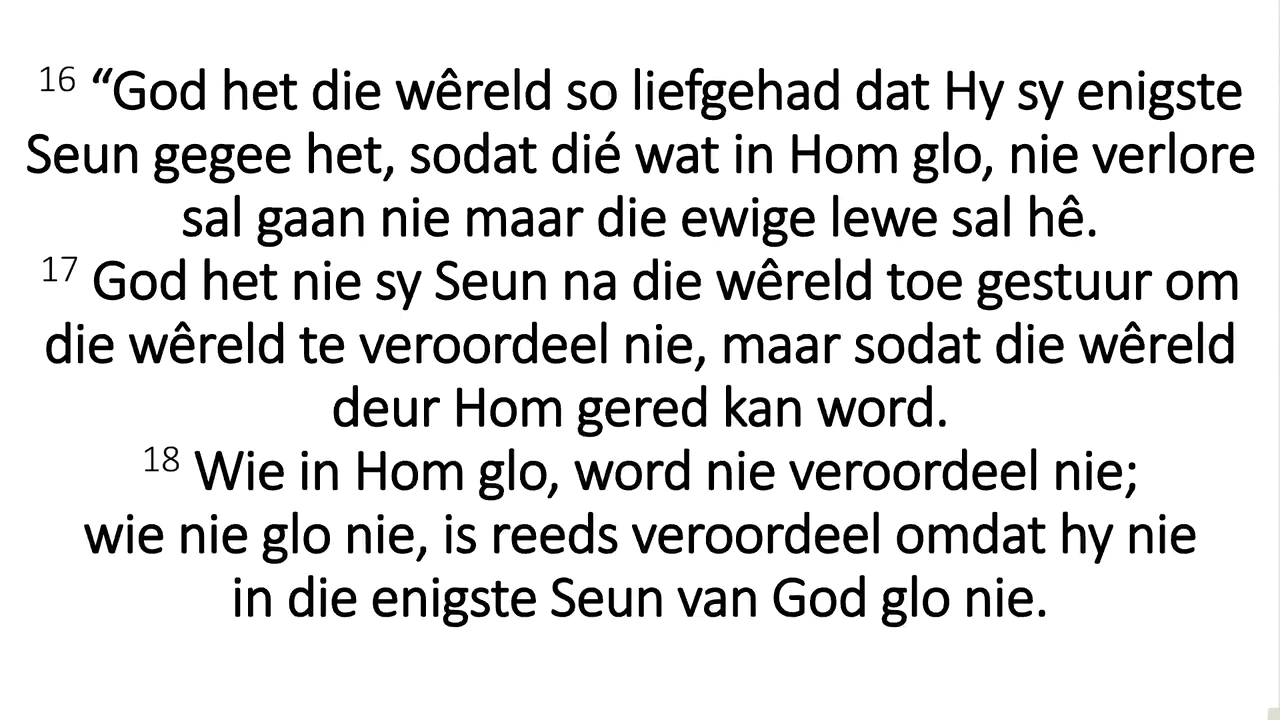 16 “God het die wêreld so liefgehad dat Hy sy enigste
Seun gegee het, sodat dié wat in Hom glo, nie verlore
sal gaan nie maar die ewige lewe sal hê.
17 God het nie sy Seun na die wêreld toe gestuur om
die wêreld te veroordeel nie, maar sodat die wêreld
deur Hom gered kan word.
18 Wie in Hom glo, word nie veroordeel nie;
wie nie glo nie, is reeds veroordeel omdat hy nie
in die enigste Seun van God glo nie.